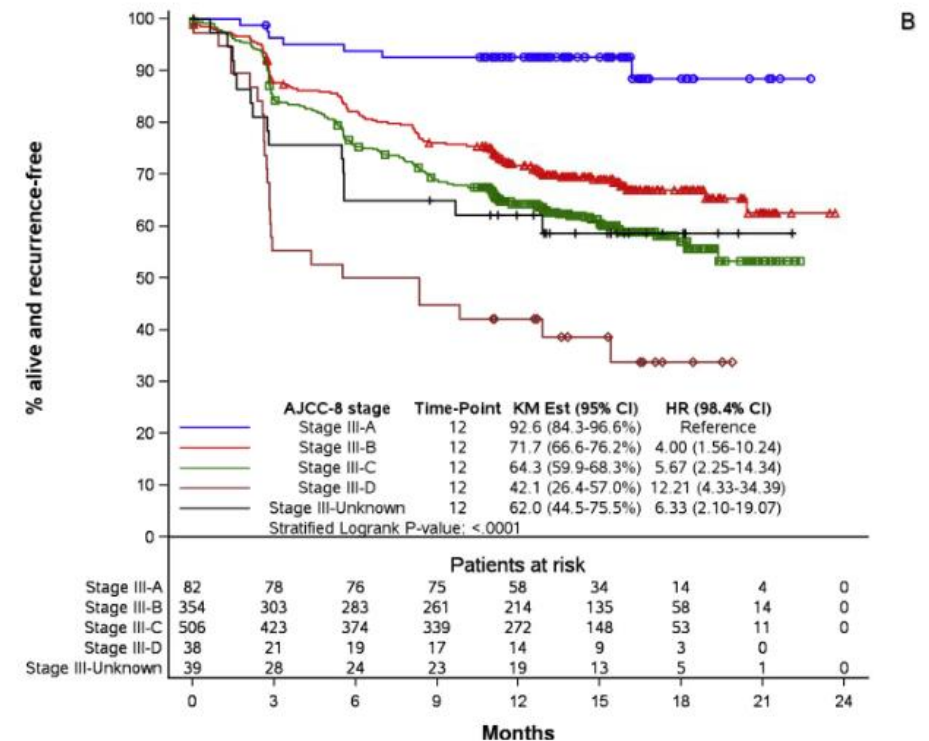 B
% alive and recurrence-free
100
90
80
70
60
50
40
30
20
10
0
AJCC-8 stage Time-Point KM Est (95% CI) HR (98.4% CI)
Stage III-A 12 92.6 (84.3-96.6%) Reference
Stage III-B 12 71.7 (66.6-76.2%) 4.00 (1.56-10.24)
Stage III-C 12 64.3 (59.9-68.3%) 5.67 (2.25-14.34)
Stage III-D 12 42.1 (26.4-57.0%) 12.21 (4.33-34.39)
Stage III-Unknown 12 62.0 (44.5-75.5%) 6.33 (2.10-19.07)
Stratified Logrank P-value: <.0001
Patients at risk
Stage III-A 82 78 76 75 58 34 14 4 0
Stage III-B 354 303 283 261 214 135 58 14 0
Stage III-C 506 423 374 339 272 148 53 11 0
Stage III-D 38 21 19 17 14 9 3 0
Stage III-Unknown 39 28 24 23 19 13 5 1 0
0 3 6 9 12 15 18 21 24
Months